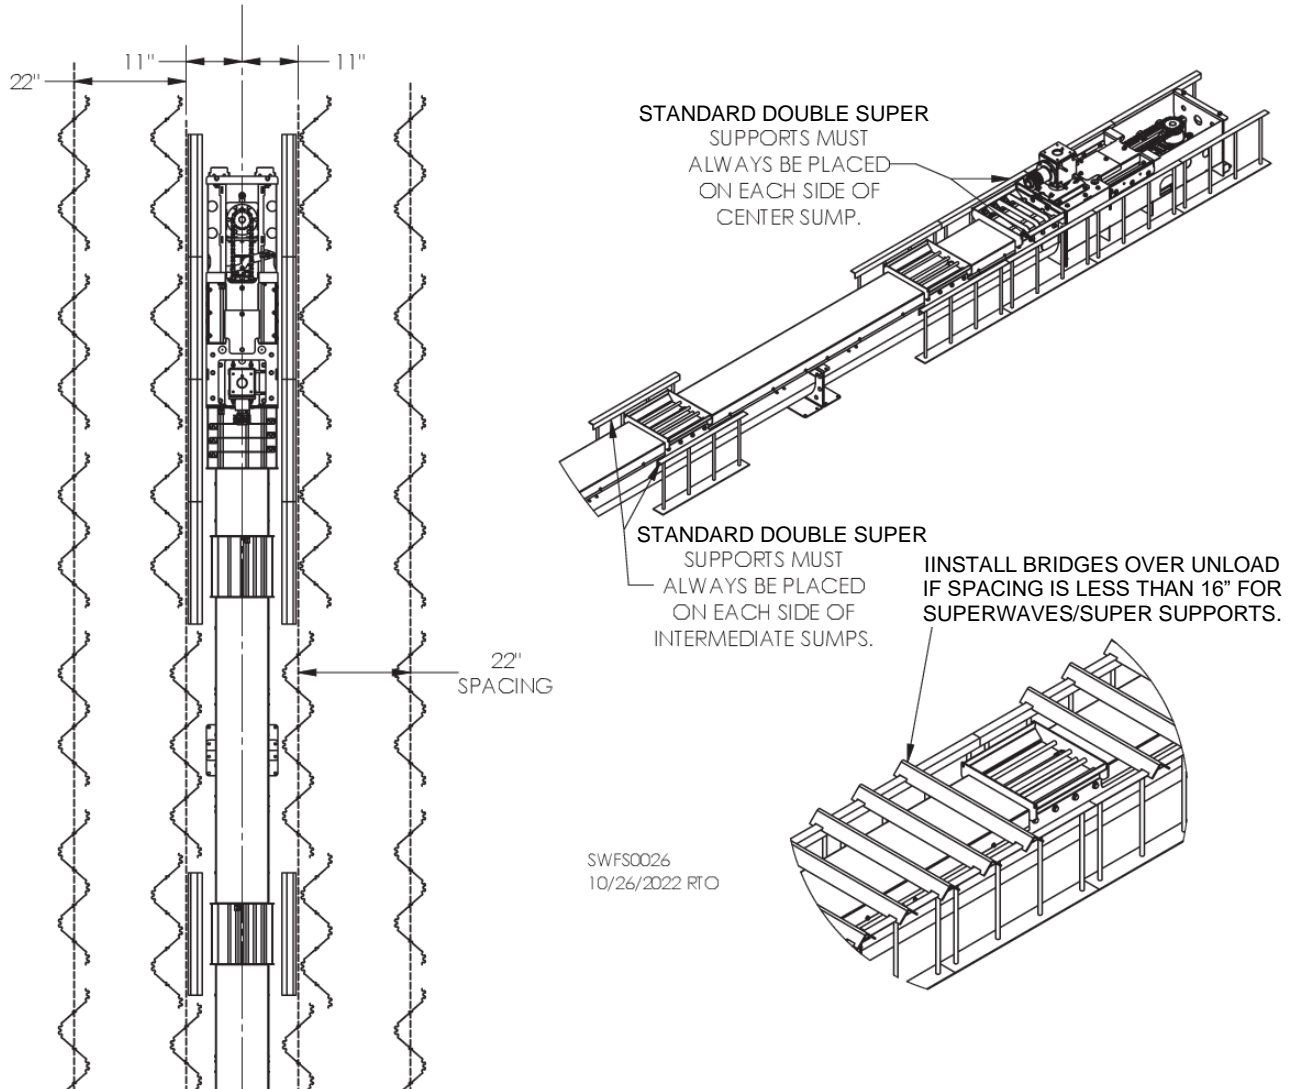 11"
11"
22"
STANDARD DOUBLE SUPER
SUPPORTS MUST
ALWAYS BE PLACED
ON EACH SIDE OF
CENTER SUMP.
STANDARD DOUBLE SUPER
SUPPORTS MUST
ALWAYS BE PLACED
ON EACH SIDE OF
INTERMEDIATE SUMPS.
IINSTALL BRIDGES OVER UNLOAD
IF SPACING IS LESS THAN 16” FOR
SUPERWAVES/SUPER SUPPORTS.
22"
SPACING
SWFS0026
10/26/2022 RTO